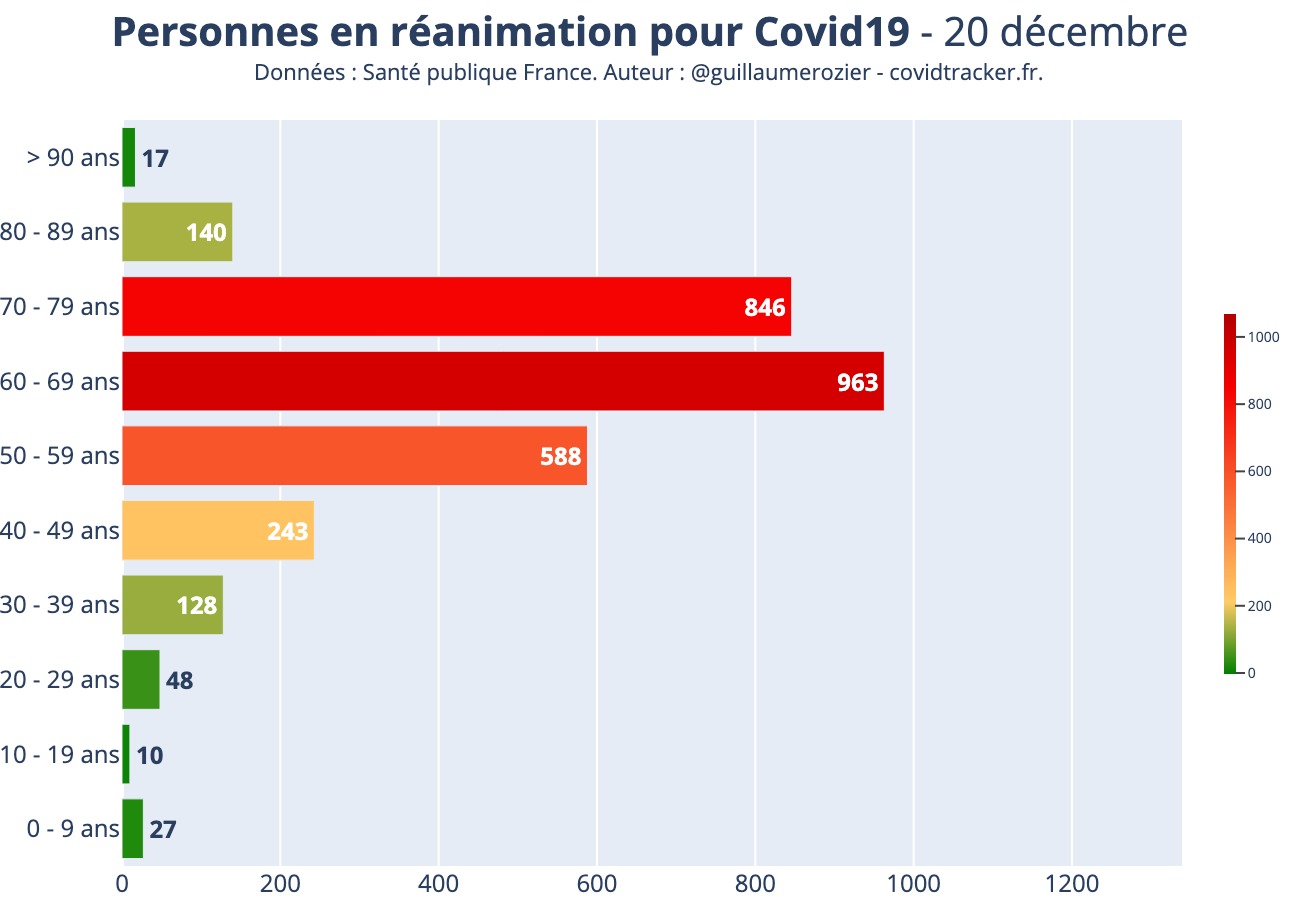 Personnes en réanimation pour Covid19 - 20 décembre
Données : Santé publique France. Auteur : @guillaumerozier - covidtracker.fr.
> 90 ans 17
80 - 89 ans 140
70 - 79 ans 846
60 - 69 ans 963
50 - 59 ans 588
40 - 49 ans 243
30 - 39 ans 128
20 - 29 ans 48
10 - 19 ans 10
0 - 9 ans 27
0 200 400 600 800 1000 1200
1000
800
600
400
200
0